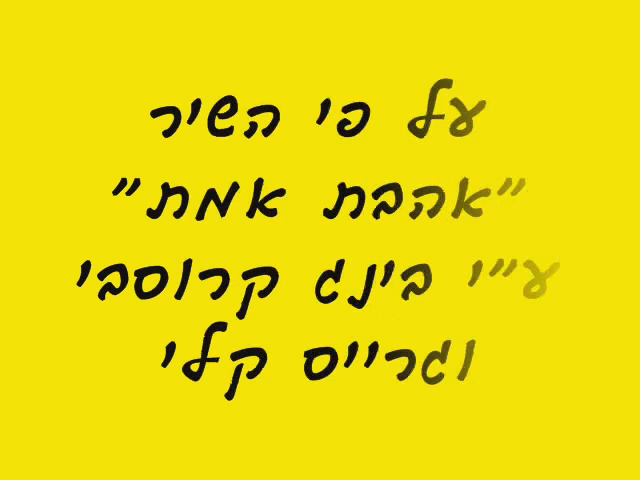 על פי השיר
"אהבת אמת"
ע"י בינג קרוסבי
וגרייס קלי